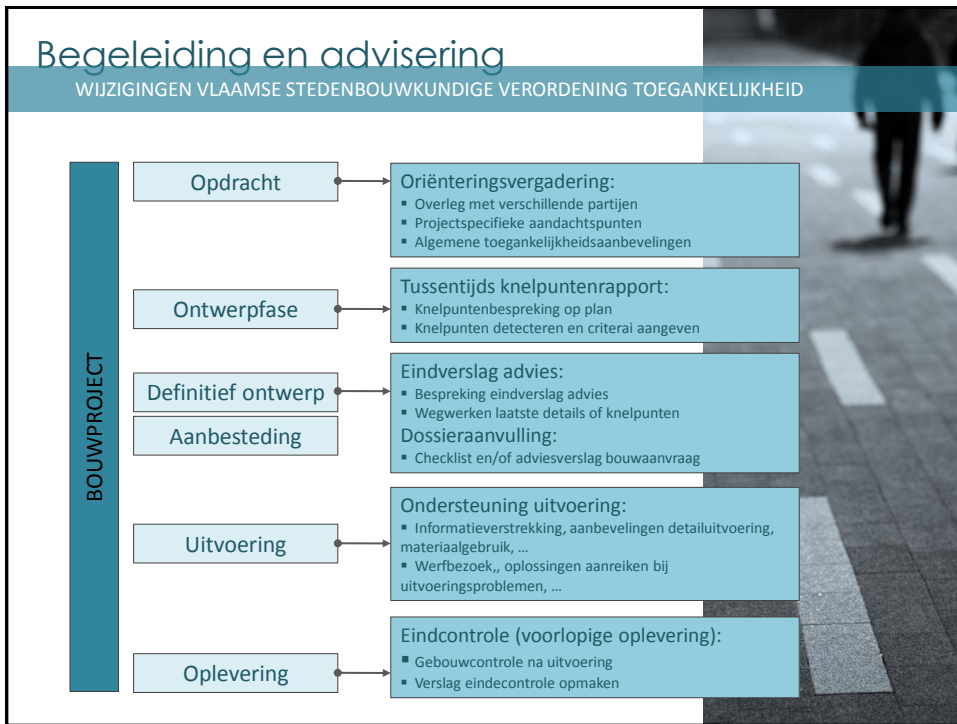 Begeleiding en advisering
WIJZIGINGEN VLAAMSE STEDENBOUWKUNDIGE VERORDENING TOEGANKELIJKHEID
BOUWPROJECT
Opdracht
Oriënteringsvergadering:
▪ Overleg met verschillende partijen
▪ Projectspecifieke aandachtspunten
▪ Algemene toegankelijkheidsaanbevelingen
Ontwerpfase
Tussentijds knelpuntenrapport:
▪ Knelpuntenbespreking op plan
▪ Knelpunten detecteren en criterai aangeven
Definitief ontwerp
Eindverslag advies:
▪ Bespreking eindverslag advies
▪ Wegwerken laatste details of knelpunten
Aanbesteding
Dossieraanvulling:
▪ Checklist en/of adviesverslag bouwaanvraag
Uitvoering
Ondersteuning uitvoering:
▪ Informatieverstrekking, aanbevelingen detailuitvoering,
materiaalgebruik, …
▪ Werfbezoek,, oplossingen aanreiken bij
uitvoeringsproblemen, …
Oplevering
Eindcontrole (voorlopige oplevering):
▪ Gebouwcontrole na uitvoering
▪ Verslag eindecontrole opmaken